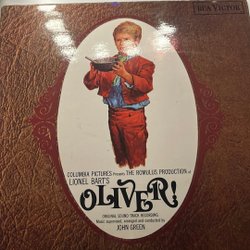 RCA VICTOR
COLUMBIA PICTURES Presents THE ROMULUS PRODUCTION of
LIONEL BART'S
OLIVER!
ORIGINAL SOUND TRACK RECORDING
Music supervised, arranged and conducted by
JOHN GREEN